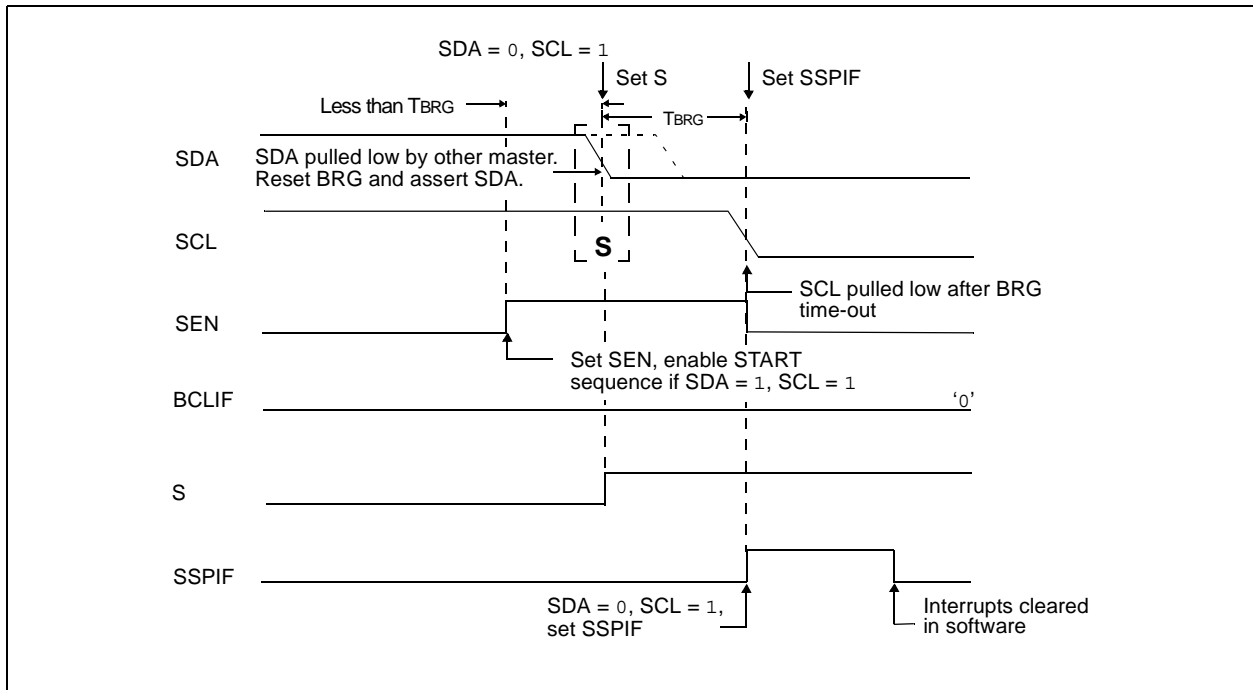 SDA = 0, SCL = 1
Set S
Set SSPIF
Less than TBRG
TBRG
SDA
SDA pulled low by other master.
Reset BRG and assert SDA.
SCL
S
SCL pulled low after BRG
time-out
SEN
Set SEN, enable START
sequence if SDA = 1, SCL = 1
BCLIF
‘0’
S
SSPIF
SDA = 0, SCL = 1,
set SSPIF
Interrupts cleared
in software